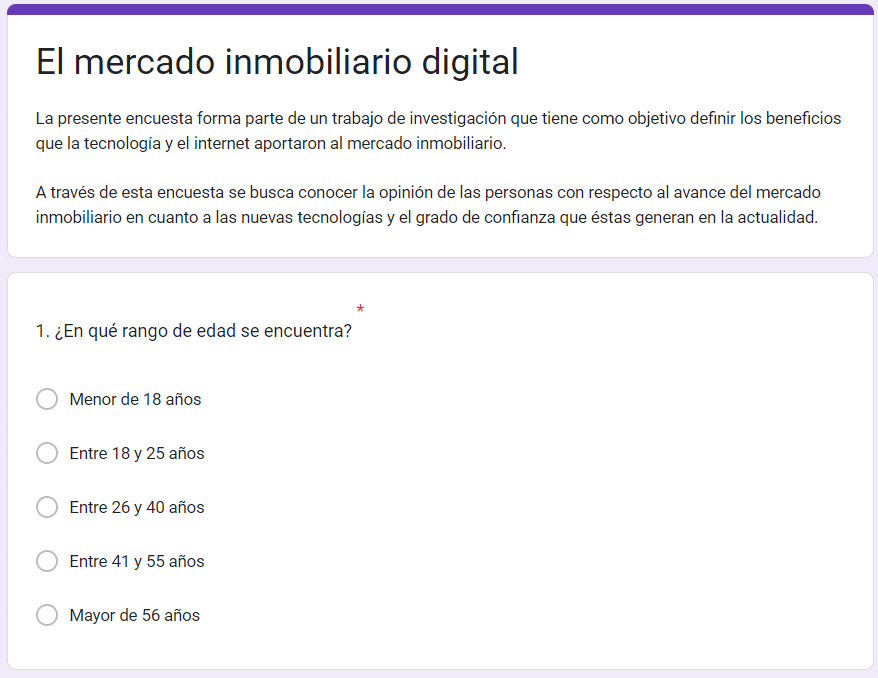 El mercado inmobiliario digital
La presente encuesta forma parte de un trabajo de investigación que tiene como objetivo definir los beneficios
que la tecnología y el internet aportaron al mercado inmobiliario.
A través de esta encuesta se busca conocer la opinión de las personas con respecto al avance del mercado
inmobiliario en cuanto a las nuevas tecnologías y el grado de confianza que éstas generan en la actualidad.
1. ¿En qué rango de edad se encuentra? *
Menor de 18 años
Entre 18 y 25 años
Entre 26 y 40 años
Entre 41 y 55 años
Mayor de 56 años